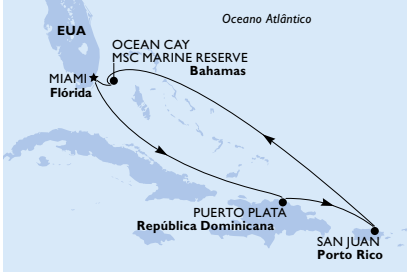 Oceano Atlântico
EUA
OCEAN CAY
MSC MARINE RESERVE
Bahamas
MIAMI
Flórida
PUERTO PLATA
República Dominicana
SAN JUAN
Porto Rico